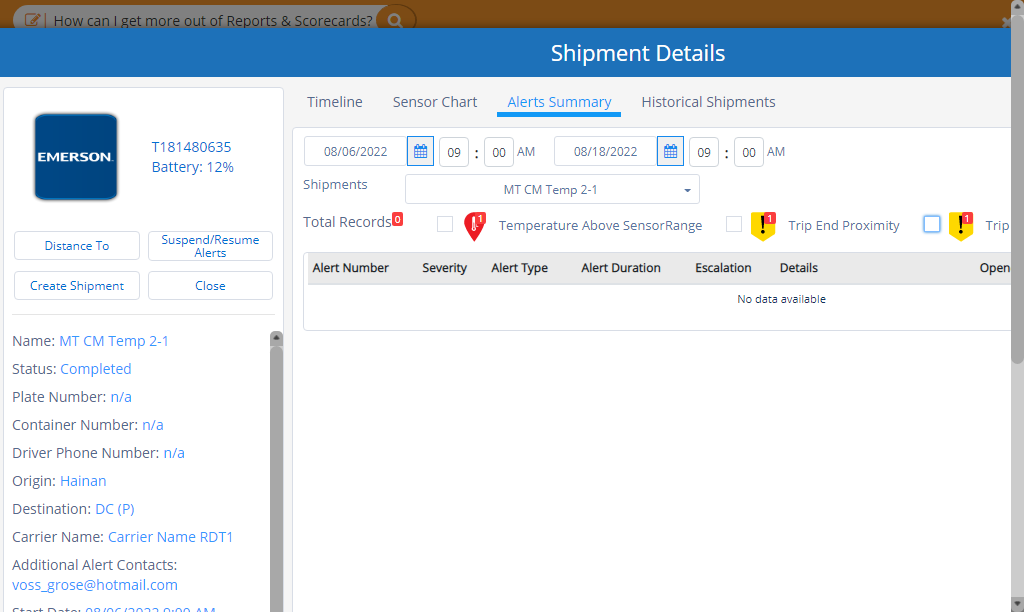 How can I get more out of Reports & Scorecards?
Shipment Details
EMERSON.
T181480635
Battery: 12%
Distance To
Suspend/Resume
Alerts
Create Shipment
Close
Name: MT CM Temp 2-1
Status: Completed
Plate Number: n/a
Container Number: n/a
Driver Phone Number: n/a
Origin: Hainan
Destination: DC (P)
Carrier Name: Carrier Name RDT1
Additional Alert Contacts:
voss_grose@hotmail.com
Start Date: 08/06/2022 9:00 AM
Timeline
Sensor Chart
Alerts Summary
Historical Shipments
08/06/2022 09 : 00 AM 08/18/2022 09 : 00 AM
Shipments MT CM Temp 2-1
Total Records 0 1 Temperature Above SensorRange 1 Trip End Proximity 1 Trip
Alert Number Severity Alert Type Alert Duration Escalation Details Open
No data available